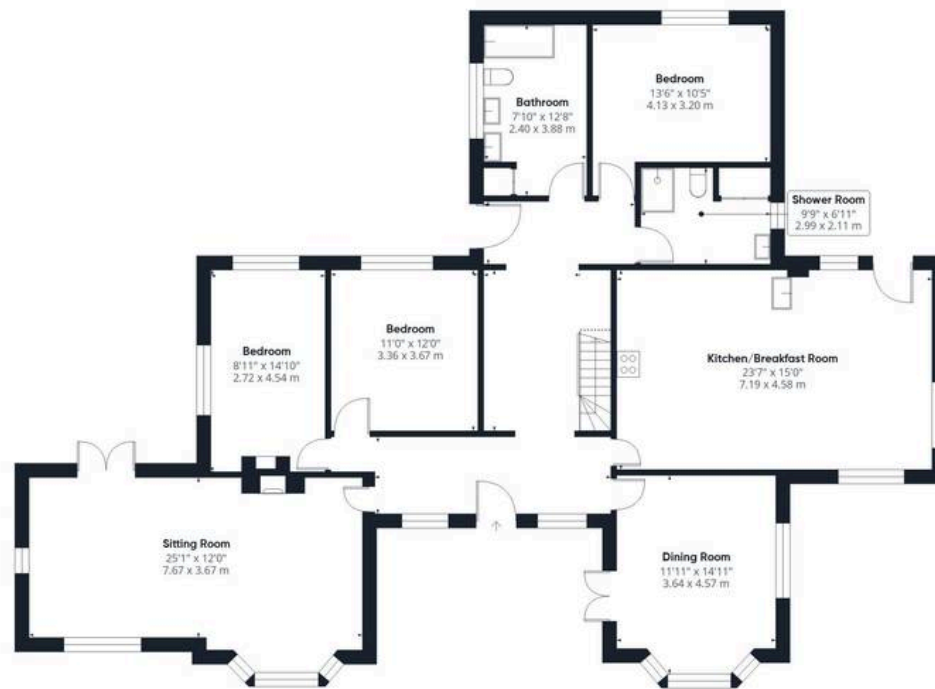 Bathroom
7'10" x 12'8"
2.40 x 3.88 m
Bedroom
13'6" x 10'5"
4.13 x 3.20 m
Shower Room
9'9" x 6'11"
2.99 x 2.11 m
Bedroom
8'11" x 14'10"
2.72 x 4.54 m
Bedroom
11'0" x 12'0"
3.36 x 3.67 m
Kitchen/Breakfast Room
23'7" x 15'0"
7.19 x 4.58 m
Sitting Room
25'1" x 12'0"
7.67 x 3.67 m
Dining Room
11'11" x 14'11"
3.64 x 4.57 m